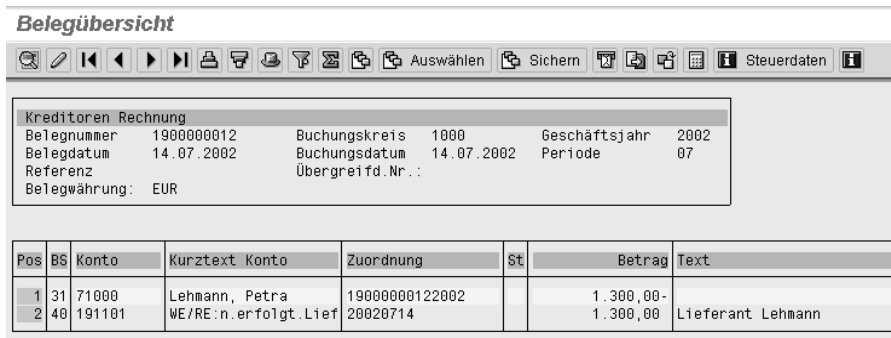 Belegübersicht
Auswählen Sichern Steuerdaten
Kreditoren Rechnung
Belegnummer 1900000012 Buchungskreis 1000 Geschäftsjahr 2002
Belegdatum 14.07.2002 Buchungsdatum 14.07.2002 Periode 07
Referenz Übergreifd.Nr.:
Belegwährung: EUR
Pos BS Konto Kurztext Konto Zuordnung St Betrag Text
1 31 71000 Lehmann, Petra 19000000122002 1.300,00-
2 40 191101 WE/RE:n.erfolgt.Lief 20020714 1.300,00 Lieferant Lehmann